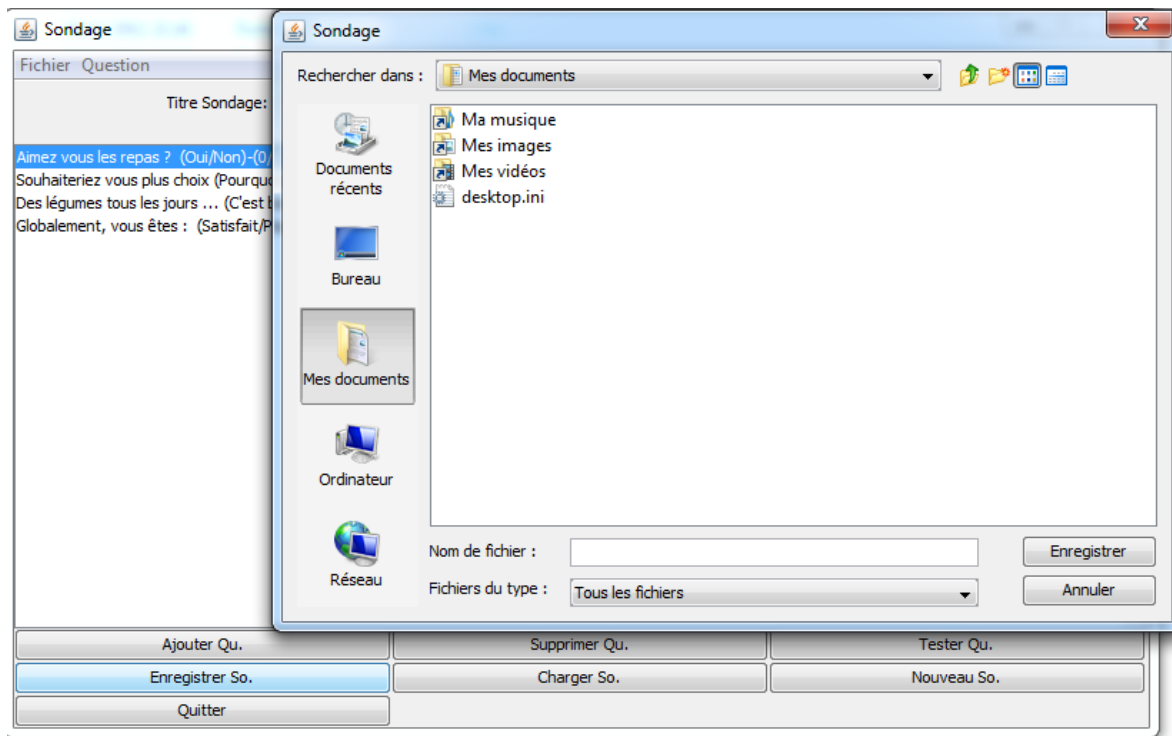 Sondage
Fichier Question
Titre Sondage:
Aimez vous les repas ? (Oui/Non)-(0/
Souhaiteriez vous plus choix
Des légumes tous les jours ... (C'est
Globalement, vous êtes : (Satisfait/P
Sondage
Rechercher dans :
Mes documents
Documents
récents
Bureau
Mes documents
Ordinateur
Réseau
Ma musique
Mes images
Mes vidéos
desktop.ini
Nom de fichier :
Enregistrer
Fichiers du type :
Tous les fichiers
Annuler
Ajouter Qu.
Supprimer Qu.
Tester Qu.
Enregistrer So.
Charger So.
Nouveau So.
Quitter